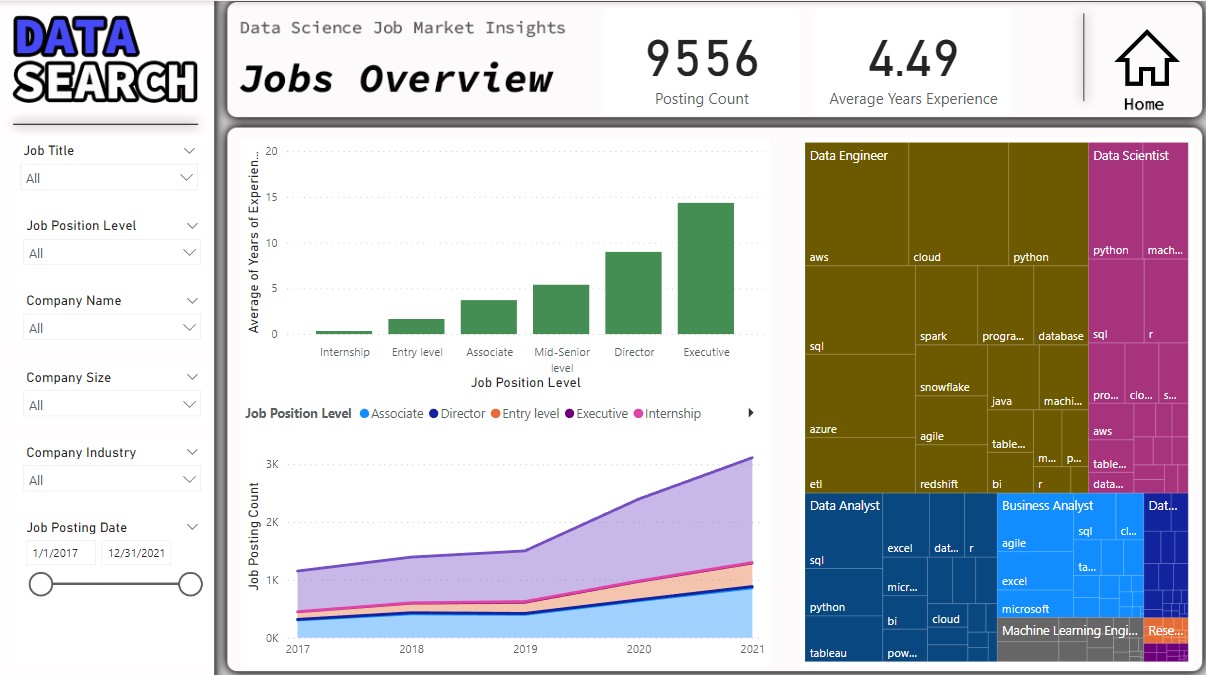 DATA
SEARCH
Job Title
All
Job Position Level
All
Company Name
All
Company Size
All
Company Industry
All
Job Posting Date
1/1/2017 12/31/2021
Data Science Job Market Insights
Jobs Overview
9556
Posting Count
4.49
Average Years Experience
Home
Average of Years of Experien...
20
15
10
5
0
Internship Entry level Associate Mid-Senior level Director Executive
Job Position Level
Job Position Level Associate Director Entry level Executive Internship
Job Posting Count
3K
2K
1K
0K
2017 2018 2019 2020 2021
Data Engineer
aws
cloud
python
sql
azure
etl
spark
progra...
database
snowflake
agile
redshift
java
machi...
table...
bi
m...
p...
r
Data Scientist
python
mach...
sql
r
pro...
clo...
s...
aws
table...
data...
Data Analyst
sql
python
tableau
excel
dat...
r
micr...
bi
pow...
cloud
Business Analyst
agile
excel
microsoft
sql
cl...
ta...
Dat...
Machine Learning Engi...
Rese...